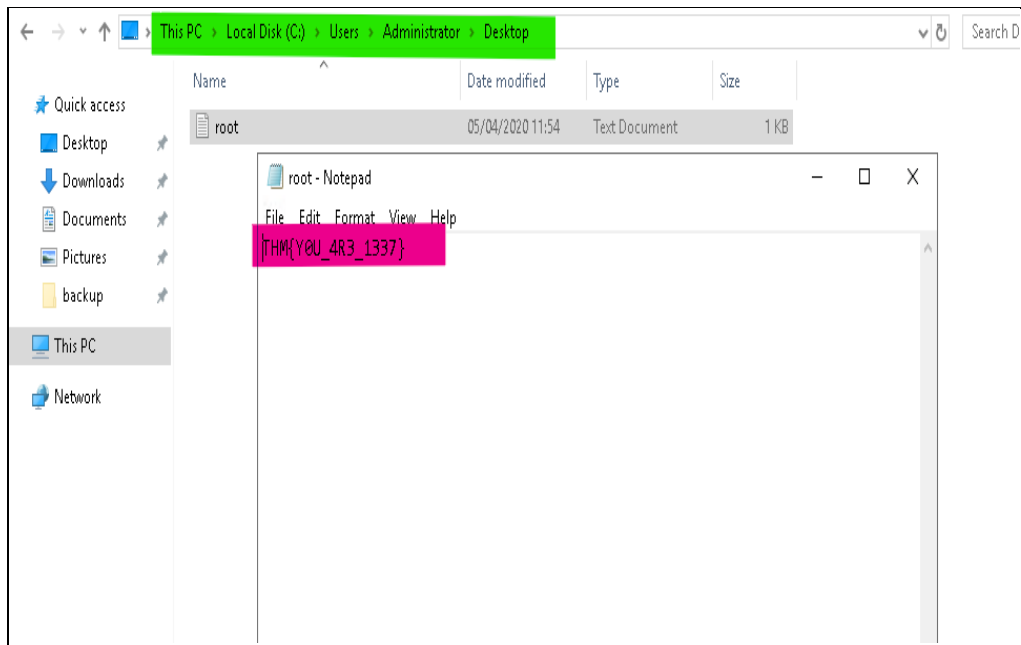 This PC > Local Disk (C:) > Users > Administrator > Desktop
Search D
Name Date modified Type Size
Quick access
root 05/04/2020 11:54 Text Document 1 KB
Desktop
root - Notepad
Downloads
File Edit Format View Help
Documents
THM{Y0U_4R3_1337}
Pictures
backup
This PC
Network